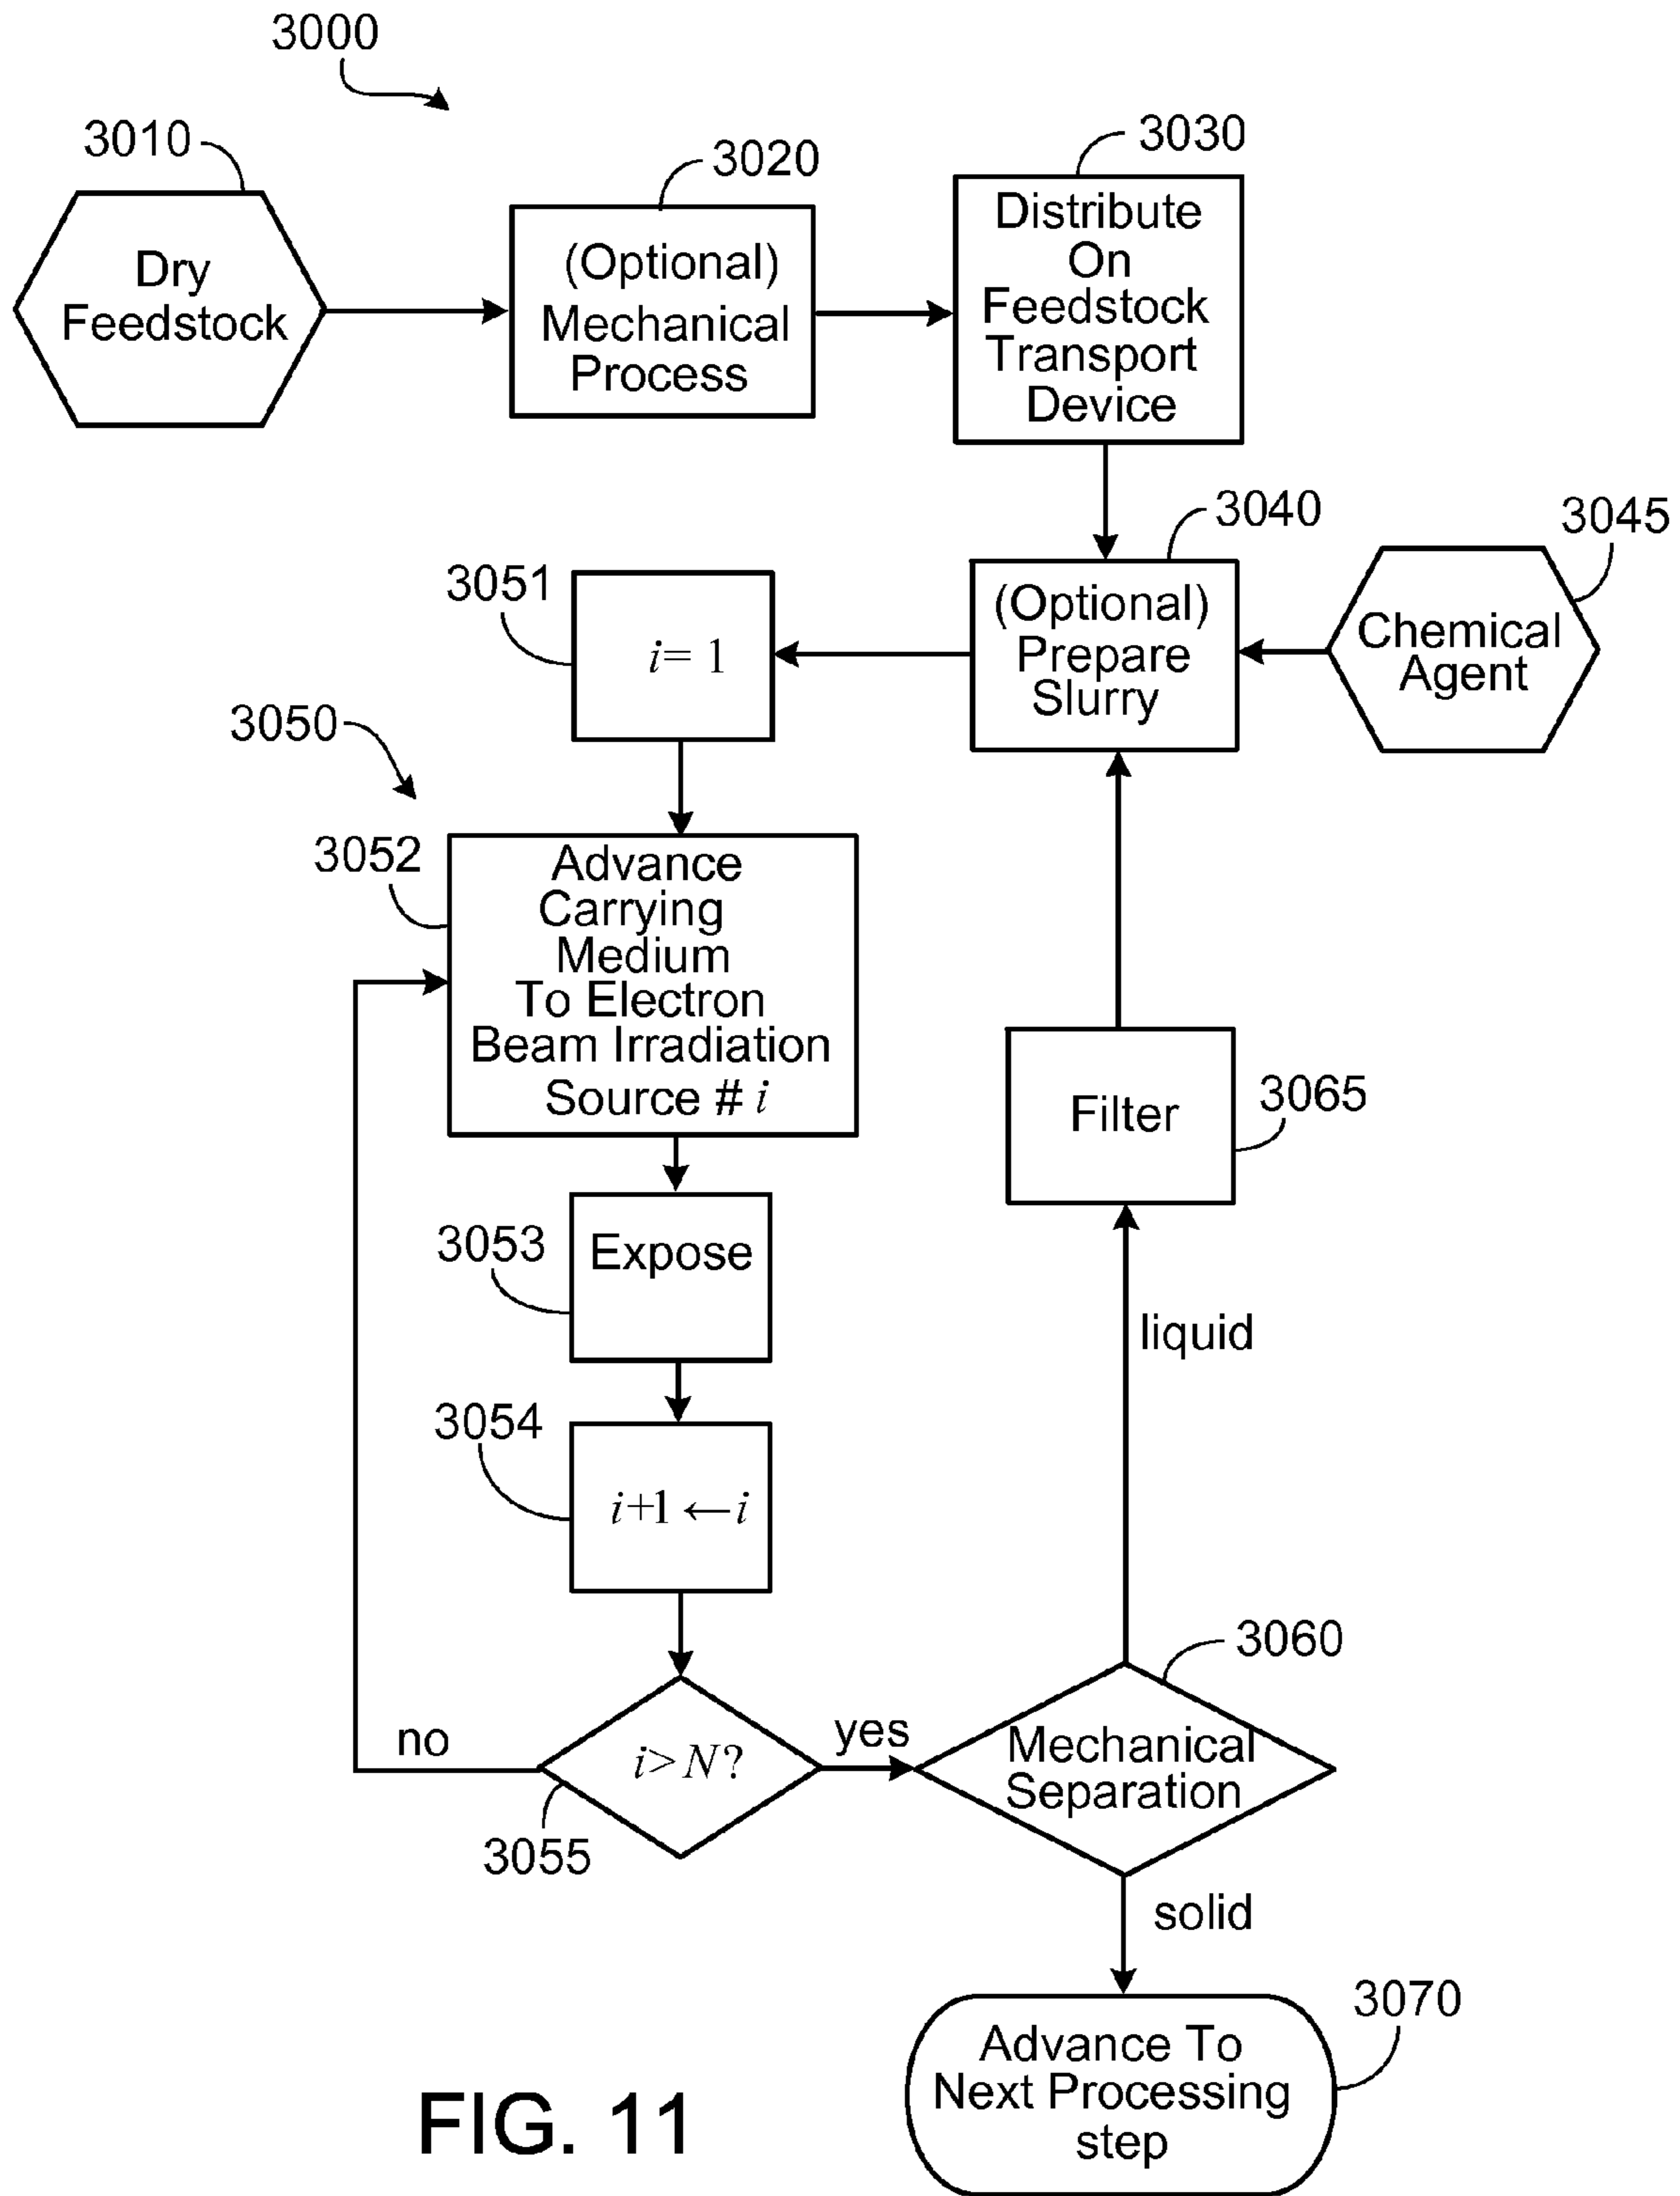 3000
3010
Dry
Feedstock
3020
(Optional)
Mechanical
Process
3030
Distribute
On
Feedstock
Transport
Device
3040
(Optional)
Prepare
Slurry
3045
Chemical
Agent
3051
i= 1
3050
3052
Advance
Carrying
Medium
To Electron
Beam Irradiation
Source # i
3053
Expose
3054
i+1 ←i
3055
i> N?
no
yes
3060
Mechanical
Separation
liquid
3065
Filter
solid
3070
Advance To
Next Processing
step
FIG. 11